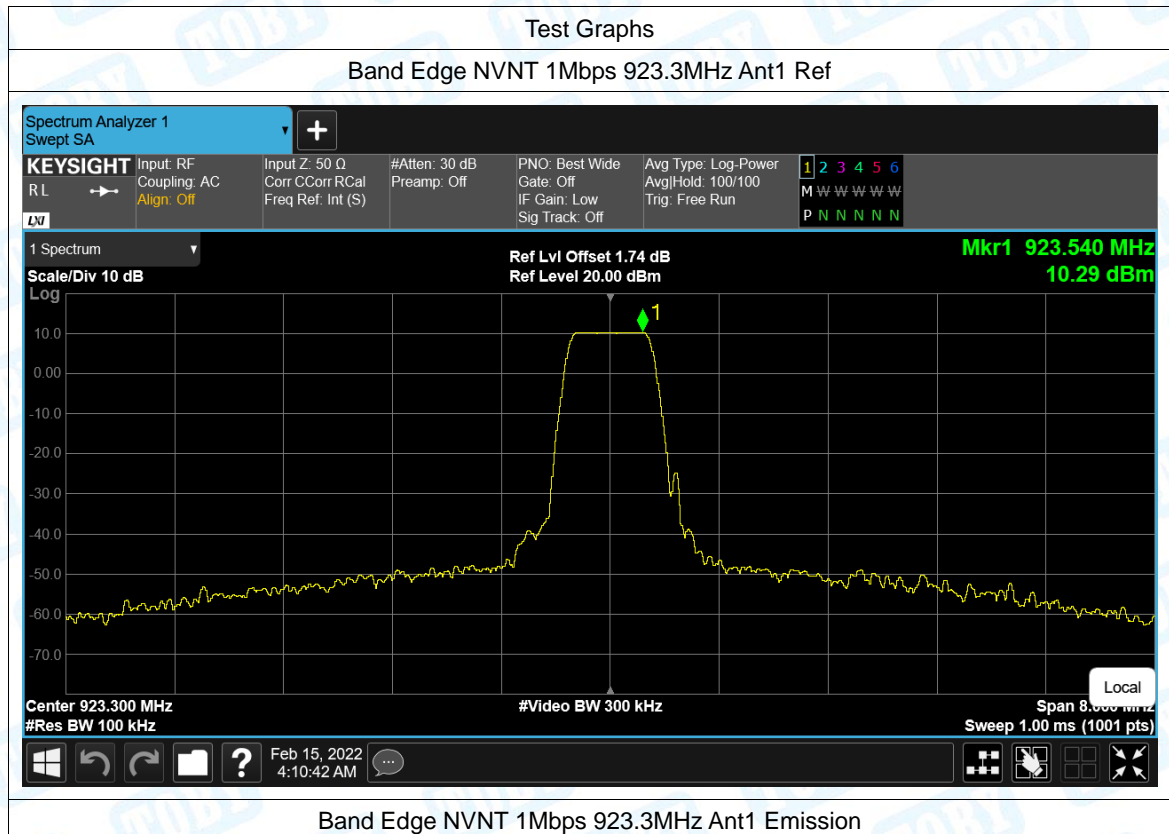 Test Graphs
Band Edge NVNT 1Mbps 923.3MHz Ant1 Ref
Spectrum Analyzer 1
Swept SA
KEYSIGHT Input: RF Input Z: 50 Ω #Atten: 30 dB PNO: Best Wide Avg Type: Log-Power 1 2 3 4 5 6
R L Coupling: AC Corr CCorr RCal Preamp: Off Gate: Off Avg|Hold: 100/100 M W W W W W
Align: Off Freq Ref: Int (S) IF Gain: Low Trig: Free Run
LXI Sig Track: Off P N N N N N
1 Spectrum Ref Lvl Offset 1.74 dB Mkr1 923.540 MHz
Scale/Div 10 dB Ref Level 20.00 dBm 10.29 dBm
Log
1
10.0
0.00
-10.0
-20.0
-30.0
-40.0
-50.0
-60.0
-70.0
Local
Center 923.300 MHz #Video BW 300 kHz Span 8.000 MHz
#Res BW 100 kHz Sweep 1.00 ms (1001 pts)
? Feb 15, 2022
4:10:42 AM
Band Edge NVNT 1Mbps 923.3MHz Ant1 Emission
TOBY